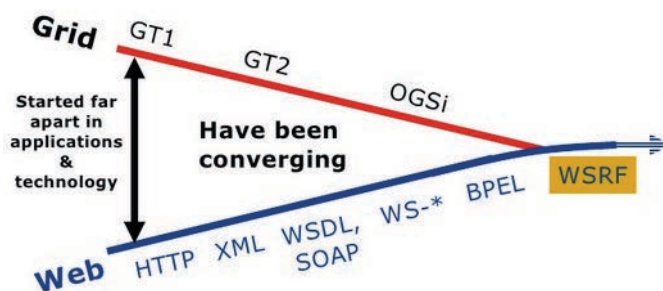 Grid
GT1
GT2
OGSi
Started far
apart in
applications
&
technology
Have been
converging
WSRF
Web
HTTP
XML
WSDL,
SOAP
WS-*
BPEL